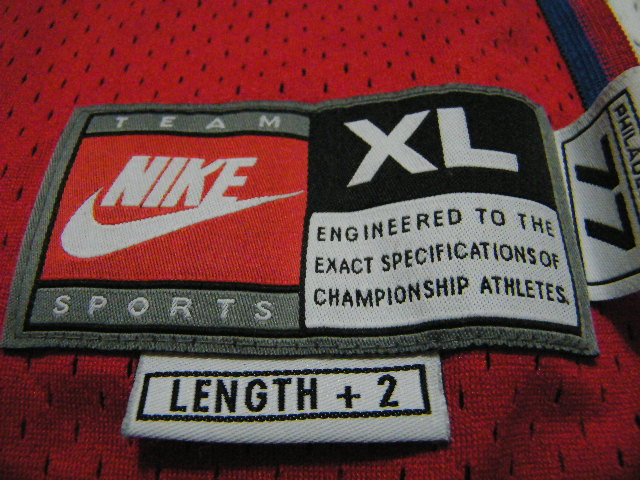 TEAM
NIKE
SPORTS
XL
ENGINEERED TO THE
EXACT SPECIFICATIONS OF
CHAMPIONSHIP ATHLETES.
LENGTH + 2